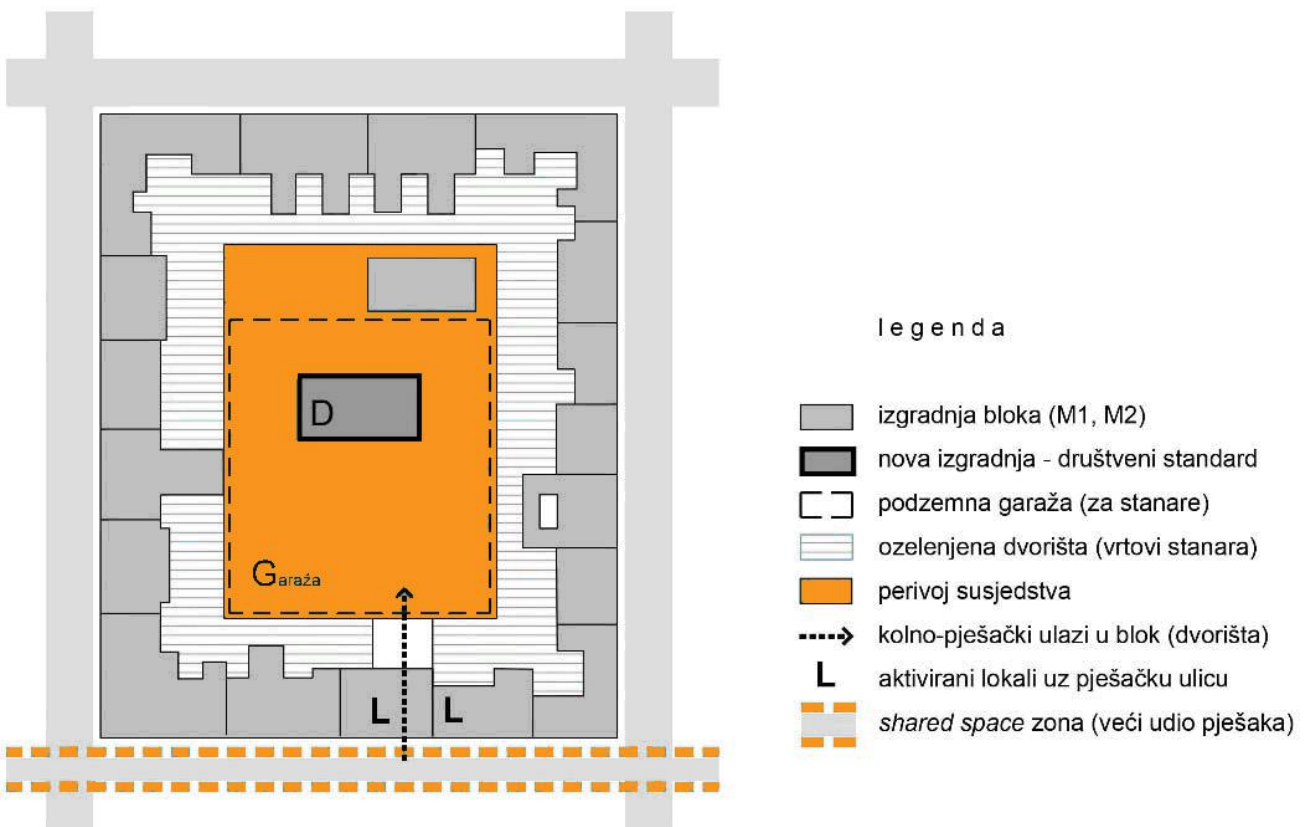 D
Garaža
L L
l e g e n d a
izgradnja bloka (M1, M2)
nova izgradnja - društveni standard
podzemna garaža (za stanare)
ozelenjena dvorišta (vrtovi stanara)
perivoj susjedstva
kolno-pješački ulazi u blok (dvorišta)
L aktivirani lokali uz pješačku ulicu
shared space zona (veći udio pješaka)